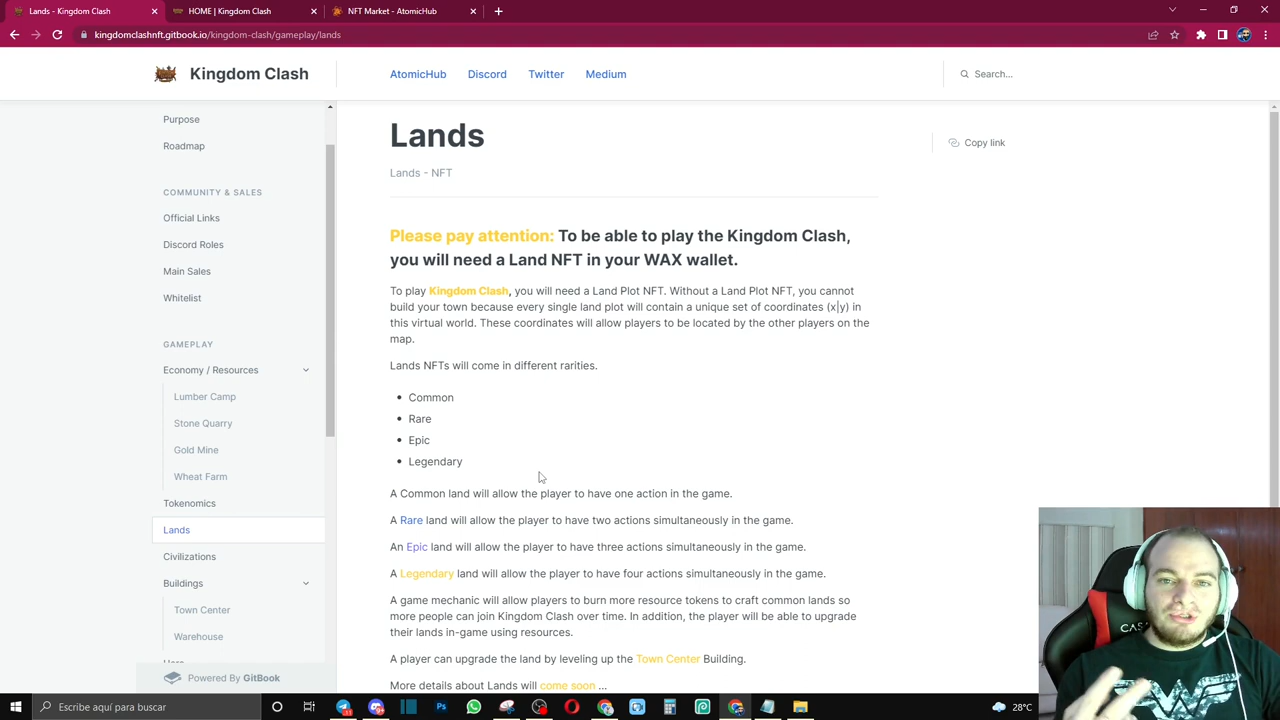 Lands - Kingdom Clash
HOME | Kingdom Clash
NFT Market - AtomicHub
kingdomclashnft.gitbook.io/kingdom-clash/gameplay/lands
Kingdom Clash
AtomicHub
Discord
Twitter
Medium
Search...
Purpose
Roadmap
COMMUNITY & SALES
Official Links
Discord Roles
Main Sales
Whitelist
GAMEPLAY
Economy / Resources
Lumber Camp
Stone Quarry
Gold Mine
Wheat Farm
Tokenomics
Lands
Civilizations
Buildings
Town Center
Warehouse
Powered By GitBook
Lands
Copy link
Lands - NFT
Please pay attention: To be able to play the Kingdom Clash,
you will need a Land NFT in your WAX wallet.
To play Kingdom Clash, you will need a Land Plot NFT. Without a Land Plot NFT, you cannot
build your town because every single land plot will contain a unique set of coordinates (x|y) in
this virtual world. These coordinates will allow players to be located by the other players on the
map.
Lands NFTs will come in different rarities.
• Common
• Rare
• Epic
• Legendary
A Common land will allow the player to have one action in the game.
A Rare land will allow the player to have two actions simultaneously in the game.
An Epic land will allow the player to have three actions simultaneously in the game.
A Legendary land will allow the player to have four actions simultaneously in the game.
A game mechanic will allow players to burn more resource tokens to craft common lands so
more people can join Kingdom Clash over time. In addition, the player will be able to upgrade
their lands in-game using resources.
A player can upgrade the land by leveling up the Town Center Building.
More details about Lands will come soon ...
Escribe aquí para buscar
28°C